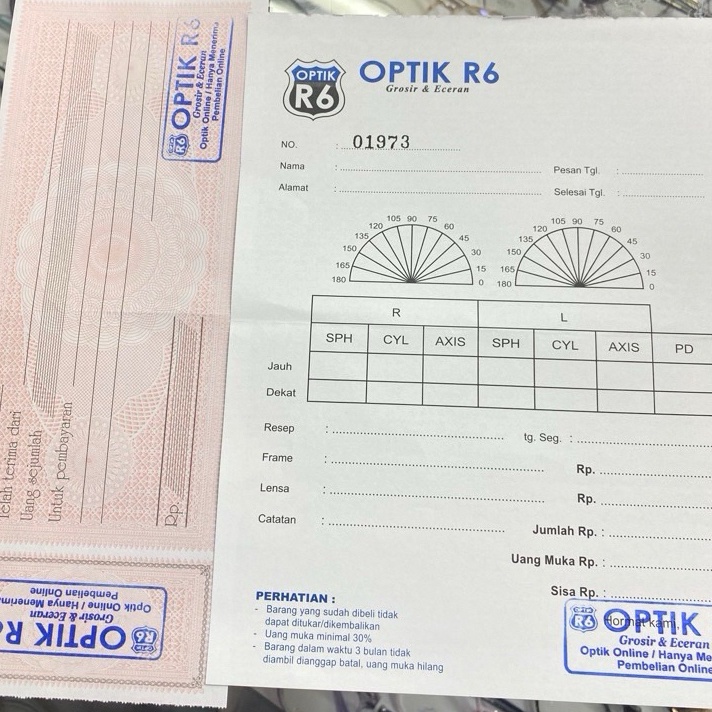 OPTIK R6
Grosir & Eceran
Optik Online / Hanya Menerima
Pembelian Online
Telah terima dari
Uang sejumlah
Untuk pembayaran
Rp.
OPTIK R6
Grosir & Eceran
Optik Online / Hanya Menerima
Pembelian Online
OPTIK
R6
OPTIK R6
Grosir & Eceran
NO. : 01973
Nama : Pesan Tgl. :
Alamat : Selesai Tgl. :
180 165 150 135 120 105 90 75 60 45 30 15 0
180 165 150 135 120 105 90 75 60 45 30 15 0
R L
SPH CYL AXIS SPH CYL AXIS PD
Jauh
Dekat
Resep : tg. Seg. :
Frame : Rp.
Lensa : Rp.
Catatan : Jumlah Rp. :
Uang Muka Rp. :
Sisa Rp. :
PERHATIAN :
- Barang yang sudah dibeli tidak
dapat ditukar/dikembalikan
- Uang muka minimal 30%
- Barang dalam waktu 3 bulan tidak
diambil dianggap batal, uang muka hilang
Hormat kami,
R6 OPTIK
Grosir & Eceran
Optik Online / Hanya Me
Pembelian Online